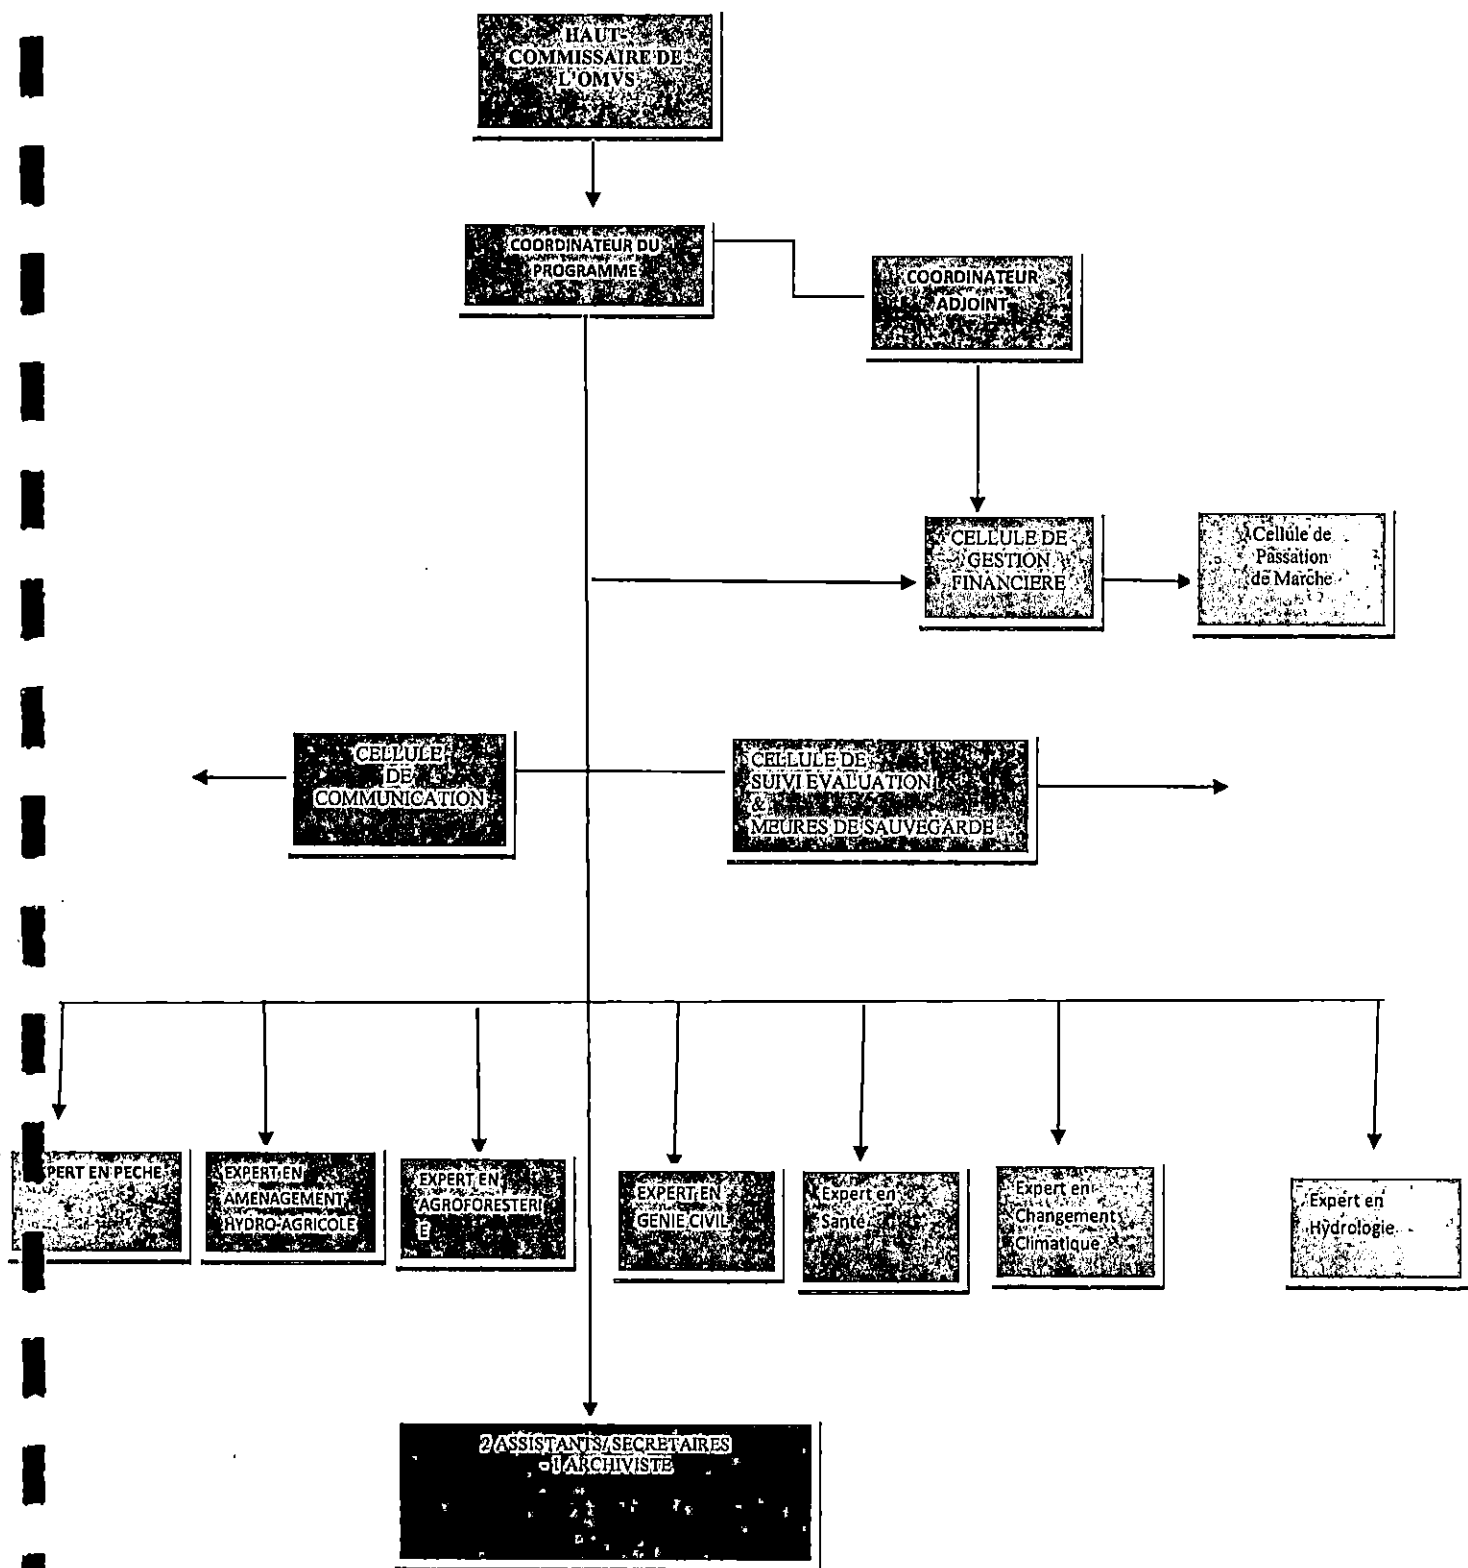 HAUT-
COMMISSAIRE DE
L'OMVS
COORDINATEUR DU
PROGRAMME
COORDINATEUR
ADJOINT
CELLULE DE
GESTION
FINANCIERE
Cellule de
Passation
de Marche
CELLULE
DE
COMMUNICATION
CELLULE DE
SUIVI EVALUATION
&
MEURES DE SAUVEGARDE
PERT EN PECHE
EXPERT EN
AMENAGEMENT
HYDRO-AGRICOLE
EXPERT EN
AGROFORESTERI
E
EXPERT EN
GENIE CIVIL
Expert en
Santé
Expert en
Changement
Climatique
Expert en
Hydrologie
2 ASSISTANTS/SECRETAIRES
- 1 ARCHIVISTE